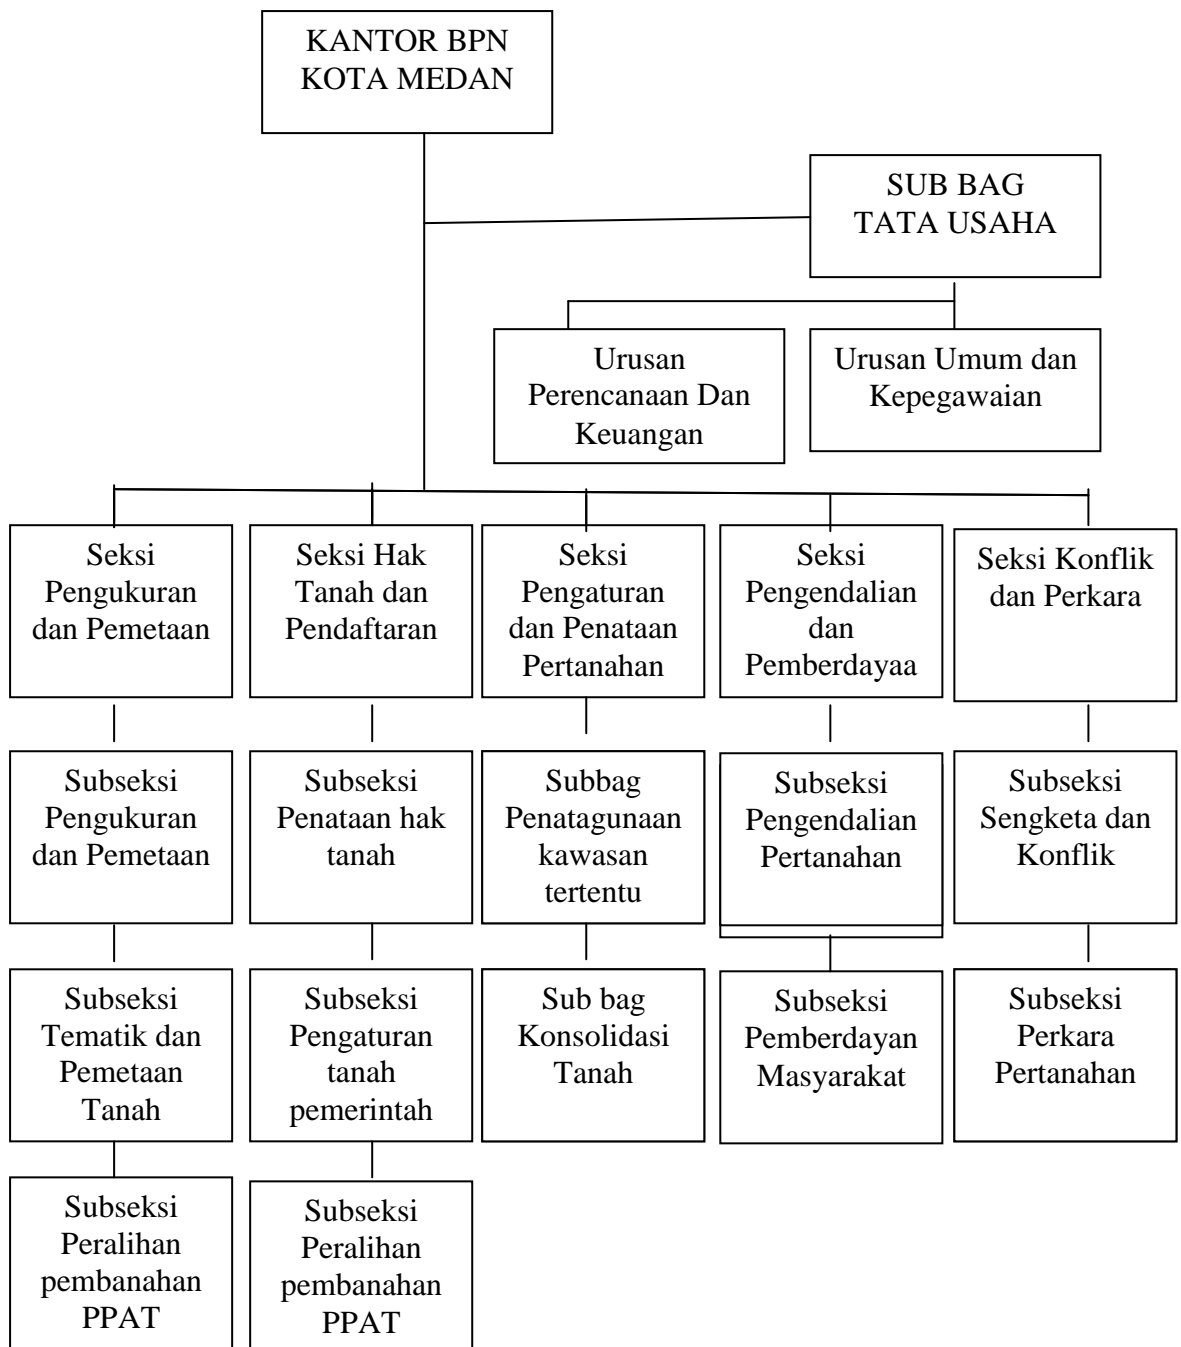 KANTOR BPN
KOTA MEDAN
SUB BAG
TATA USAHA
Urusan
Perencanaan Dan
Keuangan
Urusan Umum dan
Kepegawaian
Seksi
Pengukuran
dan Pemetaan
Seksi Hak
Tanah dan
Pendaftaran
Seksi
Pengaturan
dan Penataan
Pertanahan
Seksi
Pengendalian
dan
Pemberdayaa
Seksi Konflik
dan Perkara
Subseksi
Pengukuran
dan Pemetaan
Subseksi
Penataan hak
tanah
Subbag
Penatagunaan
kawasan
tertentu
Subseksi
Pengendalian
Pertanahan
Subseksi
Sengketa dan
Konflik
Subseksi
Tematik dan
Pemetaan
Tanah
Subseksi
Pengaturan
tanah
pemerintah
Sub bag
Konsolidasi
Tanah
Subseksi
Pemberdayan
Masyarakat
Subseksi
Perkara
Pertanahan
Subseksi
Peralihan
pembanahan
PPAT
Subseksi
Peralihan
pembanahan
PPAT